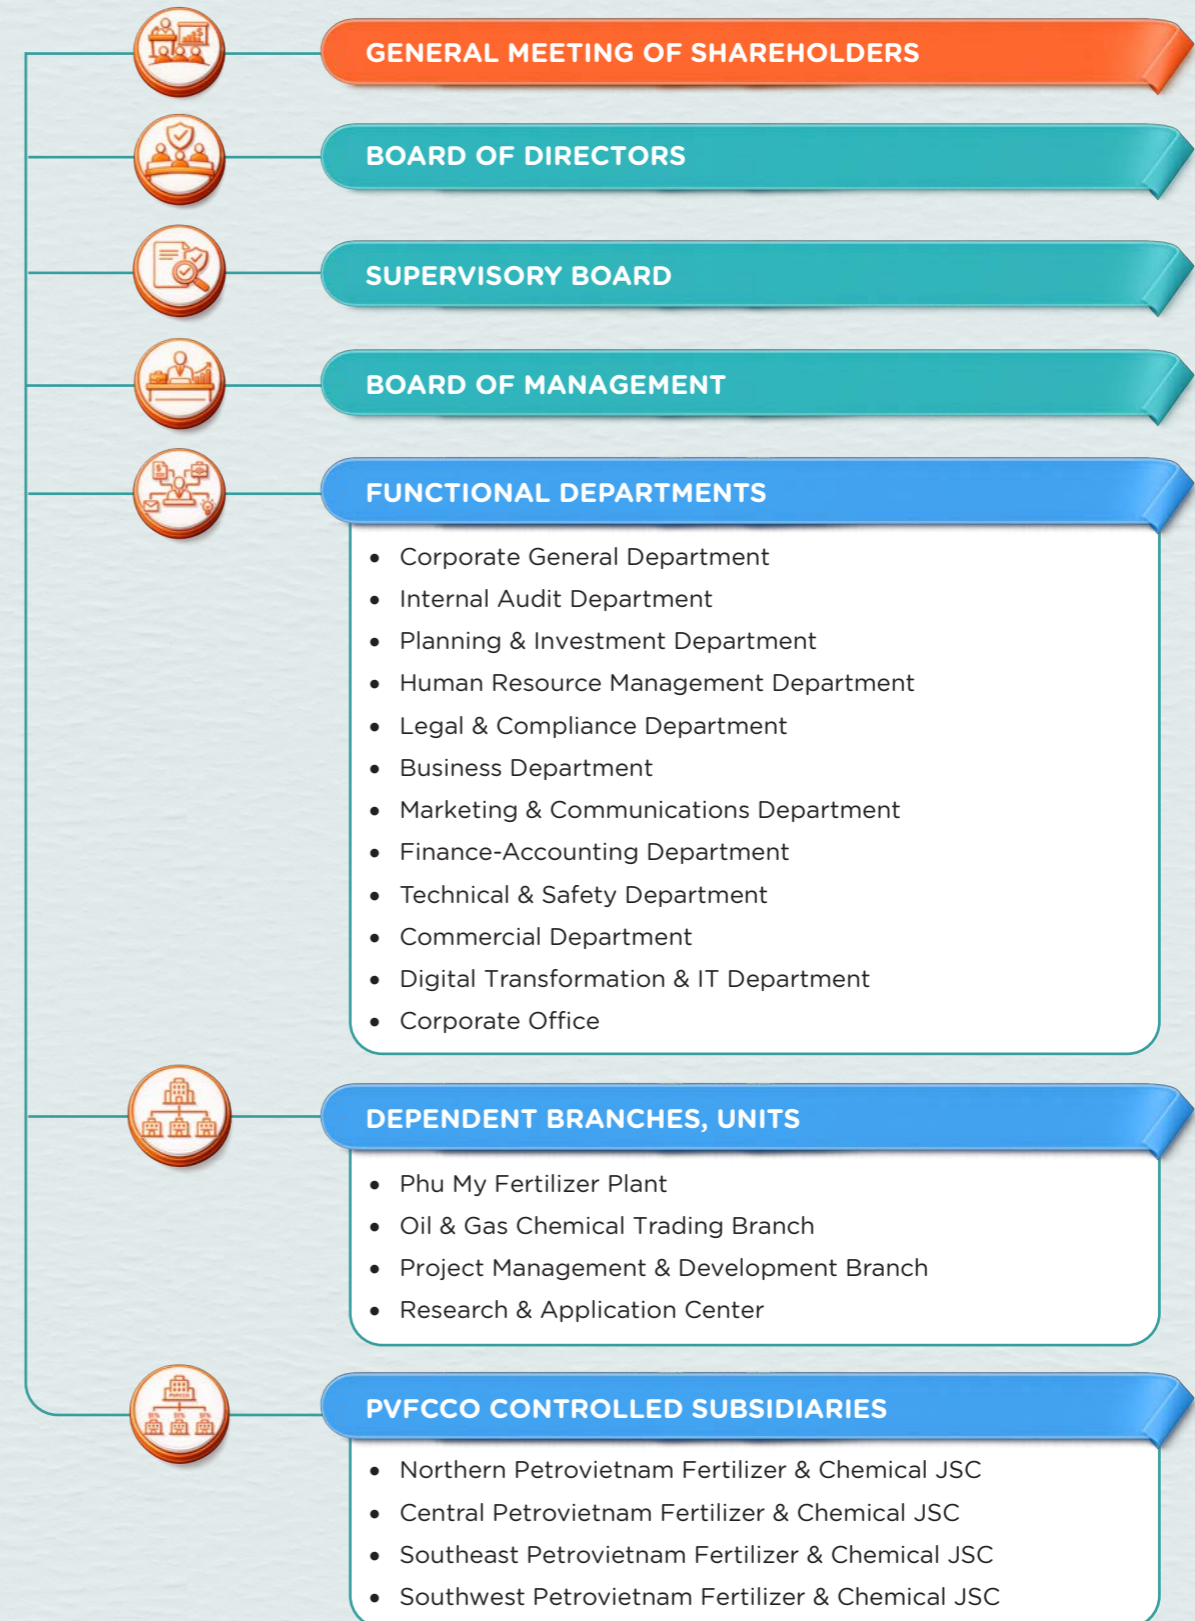 GENERAL MEETING OF SHAREHOLDERS
BOARD OF DIRECTORS
SUPERVISORY BOARD
BOARD OF MANAGEMENT
FUNCTIONAL DEPARTMENTS
• Corporate General Department
• Internal Audit Department
• Planning & Investment Department
• Human Resource Management Department
• Legal & Compliance Department
• Business Department
• Marketing & Communications Department
• Finance-Accounting Department
• Technical & Safety Department
• Commercial Department
• Digital Transformation & IT Department
• Corporate Office
DEPENDENT BRANCHES, UNITS
• Phu My Fertilizer Plant
• Oil & Gas Chemical Trading Branch
• Project Management & Development Branch
• Research & Application Center
PVFCCO CONTROLLED SUBSIDIARIES
• Northern Petrovietnam Fertilizer & Chemical JSC
• Central Petrovietnam Fertilizer & Chemical JSC
• Southeast Petrovietnam Fertilizer & Chemical JSC
• Southwest Petrovietnam Fertilizer & Chemical JSC